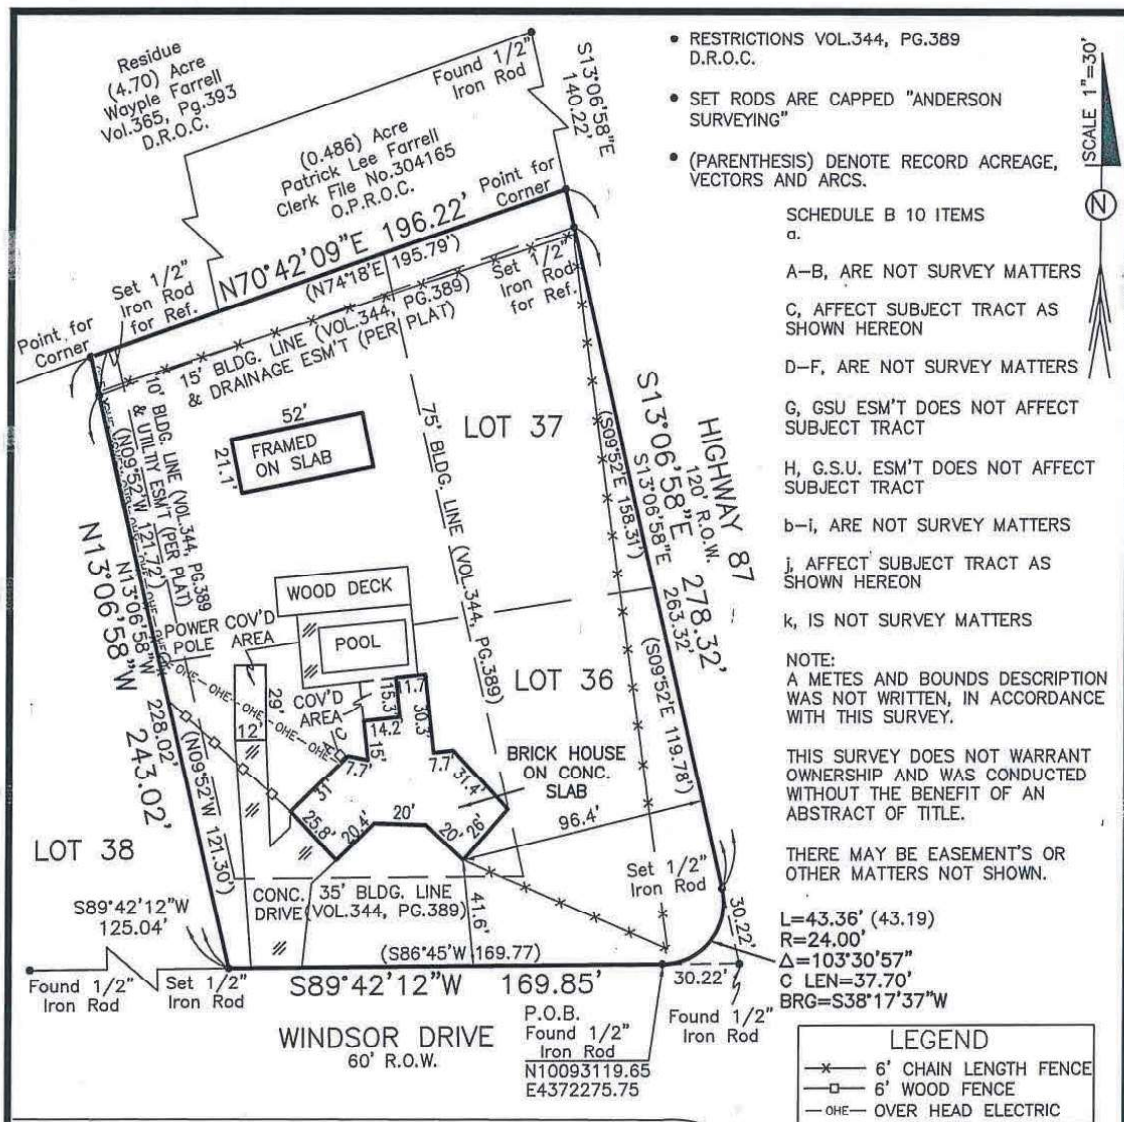 Residue
(4.70) Acre
Wayple Farrell
Vol.365, Pg.393
D.R.O.C.
Found 1/2"
Iron Rod
S13°06'58"E
140.22'
(0.486) Acre
Patrick Lee Farrell
Clerk File No.304165
O.P.R.O.C.
Point for
Corner
N70°42'09"E 196.22'
(N74°18'E 195.79')
Set 1/2"
Iron Rod
for Ref.
Set 1/2"
Iron Rod
for Ref.
Point for
Corner
15' BLDG. LINE (VOL.344, PG.389)
& DRAINAGE ESM'T (PER PLAT)
10' BLDG. LINE (VOL.344, PG.389
& UTILTIY ESM'T (PER PLAT)
(N09°52'W 121.72')
N13°06'58"W 228.02'
N13°06'58"W 243.02'
(N09°52'W 121.30')
52'
21.1'
FRAMED
ON SLAB
LOT 37
75' BLDG. LINE (VOL.344, PG.389)
(S09°52'E 158.31')
S13°06'58"E 263.32'
S13°06'58"E 278.32'
HIGHWAY 87
120' R.O.W.
(S09°52'E 119.78')
WOOD DECK
POOL
POWER
POLE
COV'D
AREA
OHE
OHE
OHE
OHE
29'
12'
COV'D
AREA
A/C
15.3'
11.7'
14.2'
15'
30.3'
7.7'
7.7'
31'
31.4'
25.8'
20.4'
20'
20'
26'
LOT 36
BRICK HOUSE
ON CONC.
SLAB
96.4'
LOT 38
S89°42'12"W
125.04'
CONC.
DRIVE
35' BLDG. LINE
(VOL.344, PG.389)
41.6'
Set 1/2"
Iron Rod
30.22'
(S86°45'W 169.77)
S89°42'12"W 169.85'
30.22'
Found 1/2"
Iron Rod
Set 1/2"
Iron Rod
WINDSOR DRIVE
60' R.O.W.
P.O.B.
Found 1/2"
Iron Rod
N10093119.65
E4372275.75
Found 1/2"
Iron Rod
• RESTRICTIONS VOL.344, PG.389
D.R.O.C.
• SET RODS ARE CAPPED "ANDERSON
SURVEYING"
• (PARENTHESIS) DENOTE RECORD ACREAGE,
VECTORS AND ARCS.
SCALE 1"=30'
N
SCHEDULE B 10 ITEMS
a.
A-B, ARE NOT SURVEY MATTERS
C, AFFECT SUBJECT TRACT AS
SHOWN HEREON
D-F, ARE NOT SURVEY MATTERS
G, GSU ESM'T DOES NOT AFFECT
SUBJECT TRACT
H, G.S.U. ESM'T DOES NOT AFFECT
SUBJECT TRACT
b-i, ARE NOT SURVEY MATTERS
j, AFFECT SUBJECT TRACT AS
SHOWN HEREON
k, IS NOT SURVEY MATTERS
NOTE:
A METES AND BOUNDS DESCRIPTION
WAS NOT WRITTEN, IN ACCORDANCE
WITH THIS SURVEY.
THIS SURVEY DOES NOT WARRANT
OWNERSHIP AND WAS CONDUCTED
WITHOUT THE BENEFIT OF AN
ABSTRACT OF TITLE.
THERE MAY BE EASEMENT'S OR
OTHER MATTERS NOT SHOWN.
L=43.36' (43.19)
R=24.00'
Δ=103°30'57"
C LEN=37.70'
BRG=S38°17'37"W
LEGEND
6' CHAIN LENGTH FENCE
6' WOOD FENCE
OHE OVER HEAD ELECTRIC